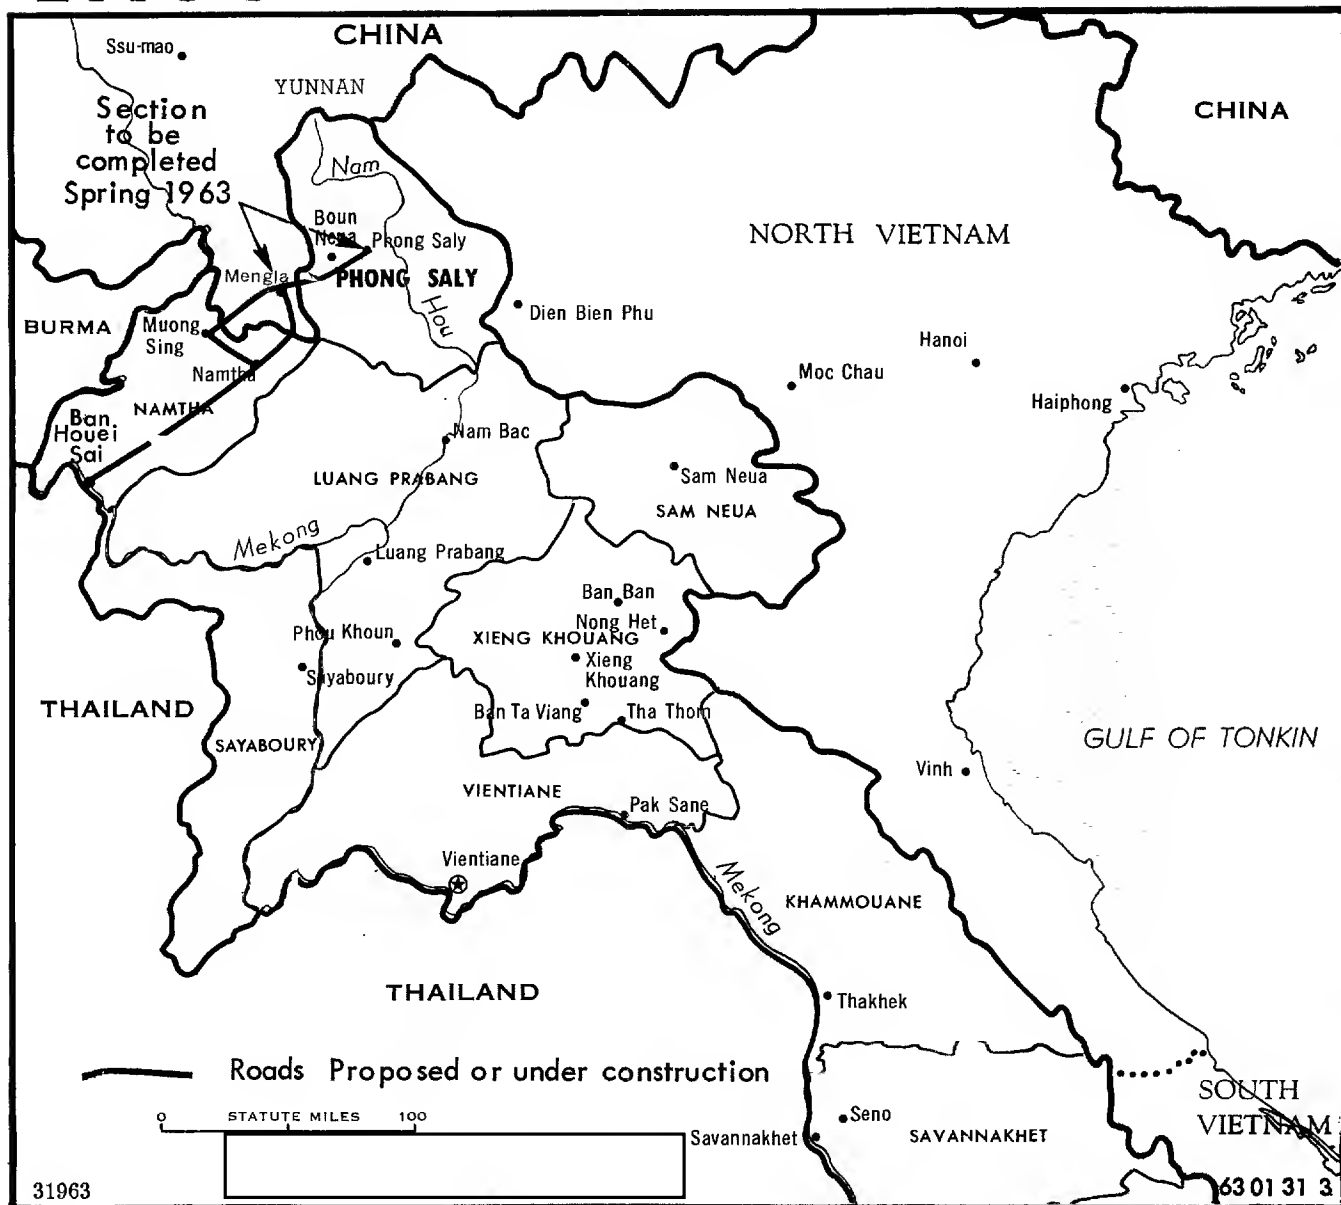 CHINA
Ssu-mao
YUNNAN
Section
to be
completed
Spring 1963
CHINA
Nam
Hou
Boun
Neua
Phong Saly
PHONG SALY
Mengla
NORTH VIETNAM
BURMA
Muong
Sing
Dien Bien Phu
Hanoi
Namtha
Moc Chau
Haiphong
NAMTHA
Ban
Houei
Sai
Nam Bac
LUANG PRABANG
Sam Neua
SAM NEUA
Mekong
Luang Prabang
Ban Ban
Nong Het
Phou Khoun
XIENG KHOUANG
Xieng
Khouang
Sayaboury
THAILAND
Ban Ta Viang
Tha Thom
SAYABOURY
GULF OF TONKIN
Vinh
VIENTIANE
Pak Sane
Vientiane
Mekong
KHAMMOUANE
THAILAND
Thakhek
Roads Proposed or under construction
SOUTH
VIETNAM
0 STATUTE MILES 100
Seno
Savannakhet
SAVANNAKHET
31963
63 01 31 3